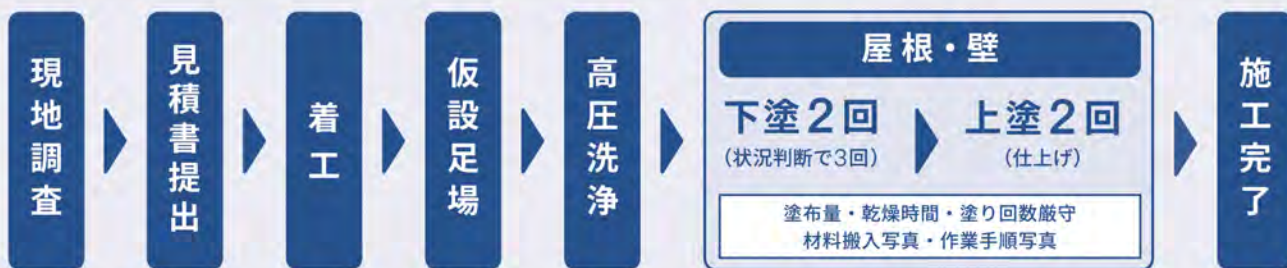 現地調査
見積書提出
着工
仮設足場
高圧洗浄
屋根・壁
下塗2回
(状況判断で3回)
上塗2回
(仕上げ)
塗布量・乾燥時間・塗り回数厳守
材料搬入写真・作業手順写真
施工完了